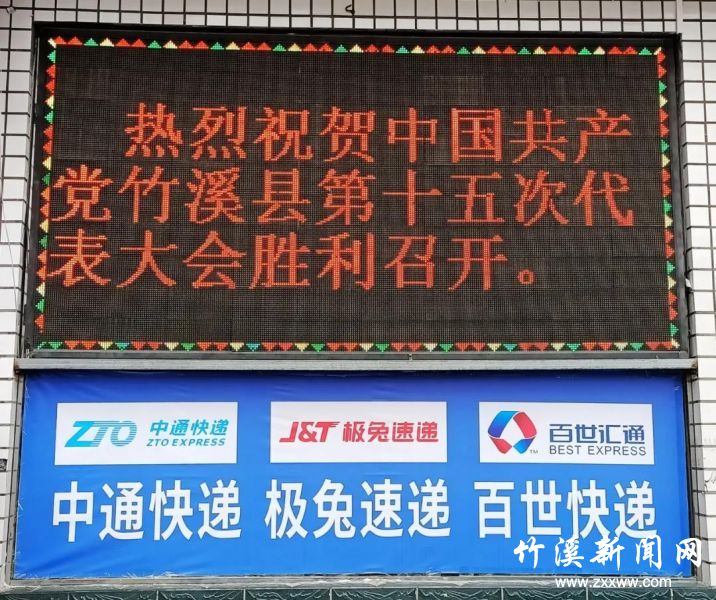 热烈祝贺中国共产
党竹溪县第十五次代
表大会胜利召开。
ZTO 中通快递
ZTO EXPRESS
J&T 极兔速递
百世汇通
TM BEST EXPRESS
中通快递 极兔速递 百世快递
竹溪新闻网
www.zxxww.com